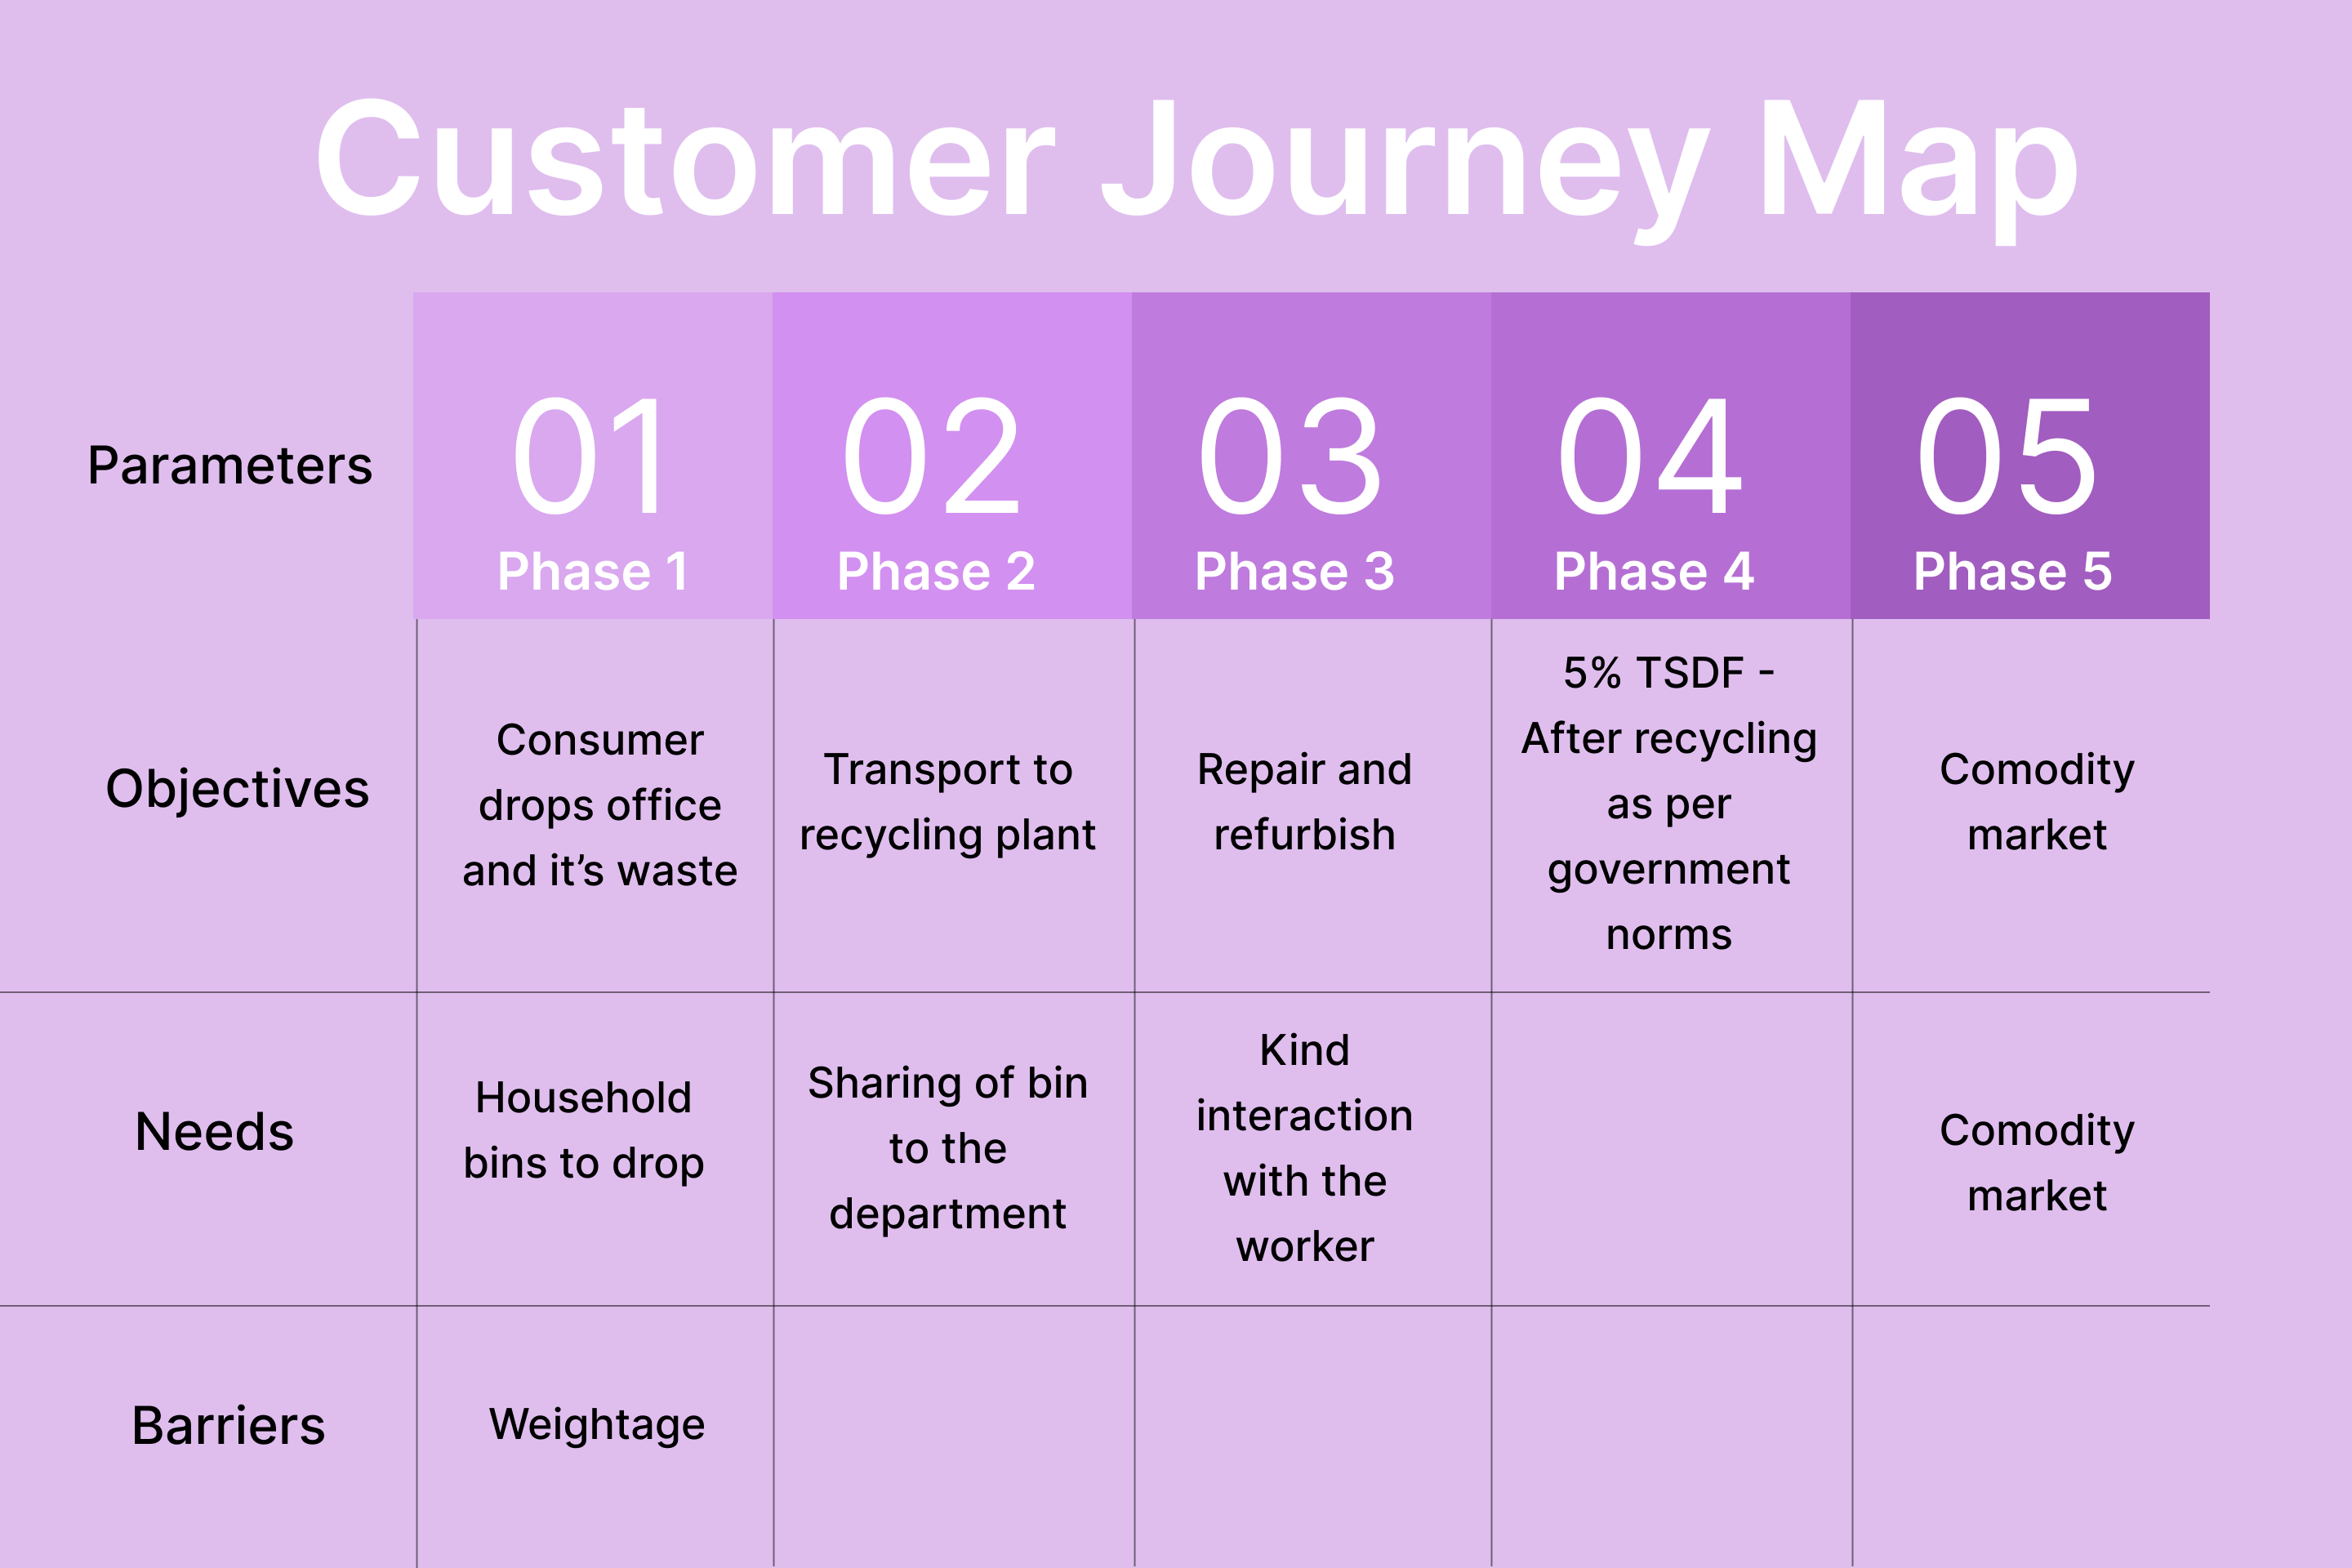 Customer Journey Map
Parameters
01
Phase 1
02
Phase 2
03
Phase 3
04
Phase 4
05
Phase 5
Objectives
Consumer
drops office
and it’s waste
Transport to
recycling plant
Repair and
refurbish
5% TSDF -
After recycling
as per
government
norms
Comodity
market
Needs
Household
bins to drop
Sharing of bin
to the
department
Kind
interaction
with the
worker
Comodity
market
Barriers
Weightage